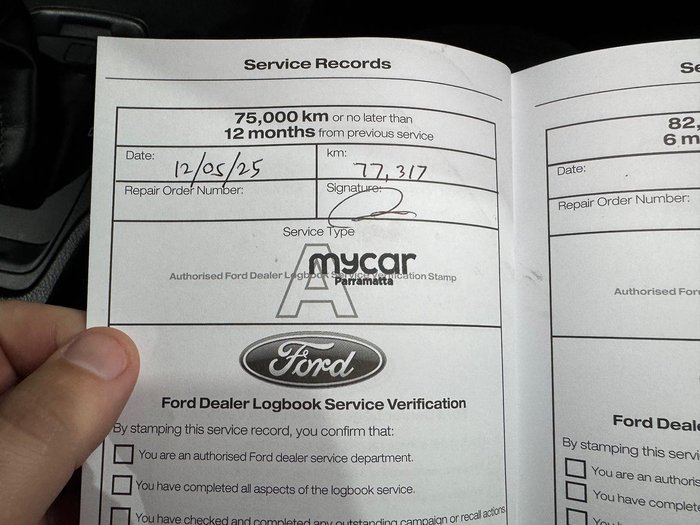 Service Records
75,000 km or no later than
12 months from previous service
Date: 12/05/25
km: 77,317
Repair Order Number:
Signature:
Service Type
A
mycar
Parramatta
Authorised Ford Dealer Logbook Service Verification Stamp
Ford
Ford Dealer Logbook Service Verification
By stamping this service record, you confirm that:
You are an authorised Ford dealer service department.
You have completed all aspects of the logbook service.
You have checked and completed any outstanding campaign or recall actions
Se
82,
6 m
Date:
Repair Order Number:
Authorised For
Ford Deale
By stamping this servi
You are an authoris
You have complet
You